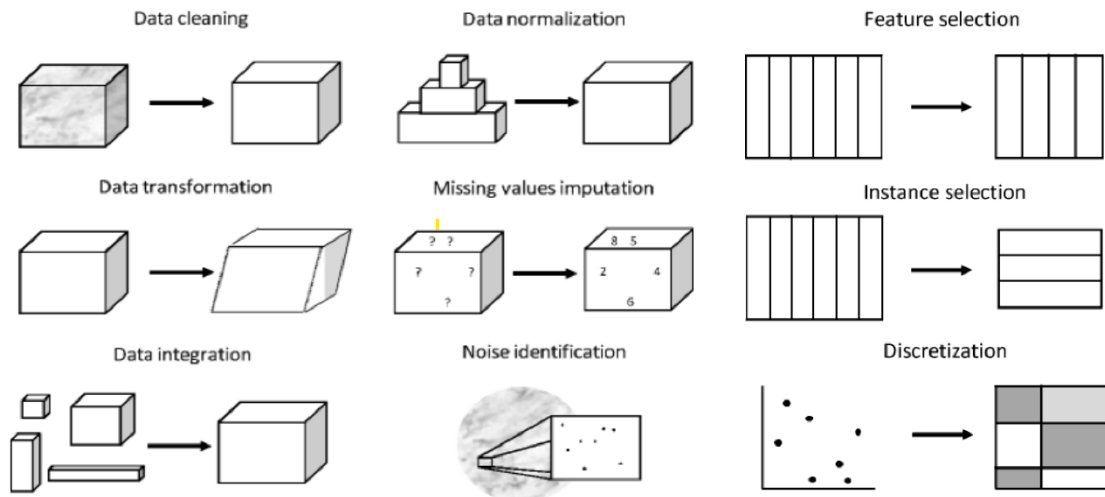 Data cleaning
Data normalization
Feature selection
Data transformation
Missing values imputation
Instance selection
? ?
? ?
?
8 5
2 4
6
Data integration
Noise identification
Discretization